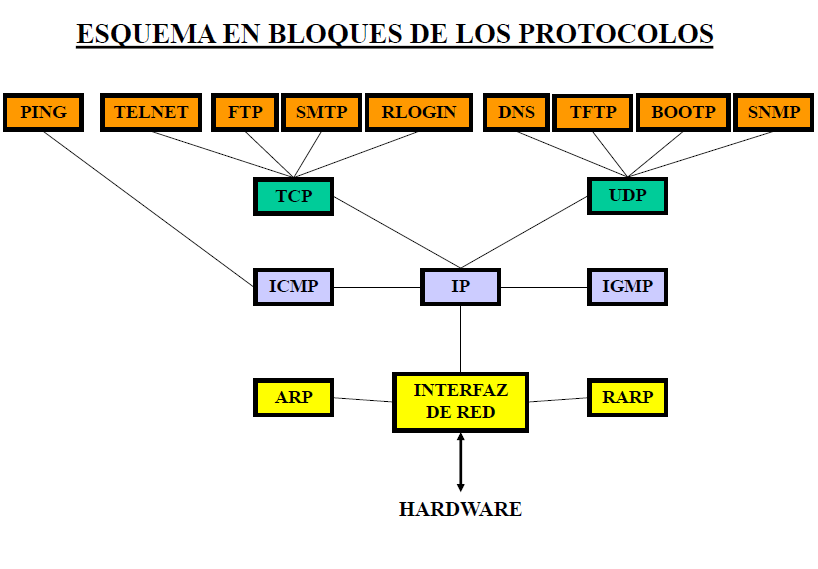 ESQUEMA EN BLOQUES DE LOS PROTOCOLOS
PING TELNET FTP SMTP RLOGIN DNS TFTP BOOTP SNMP
TCP UDP
ICMP IP IGMP
ARP INTERFAZ DE RED RARP
HARDWARE